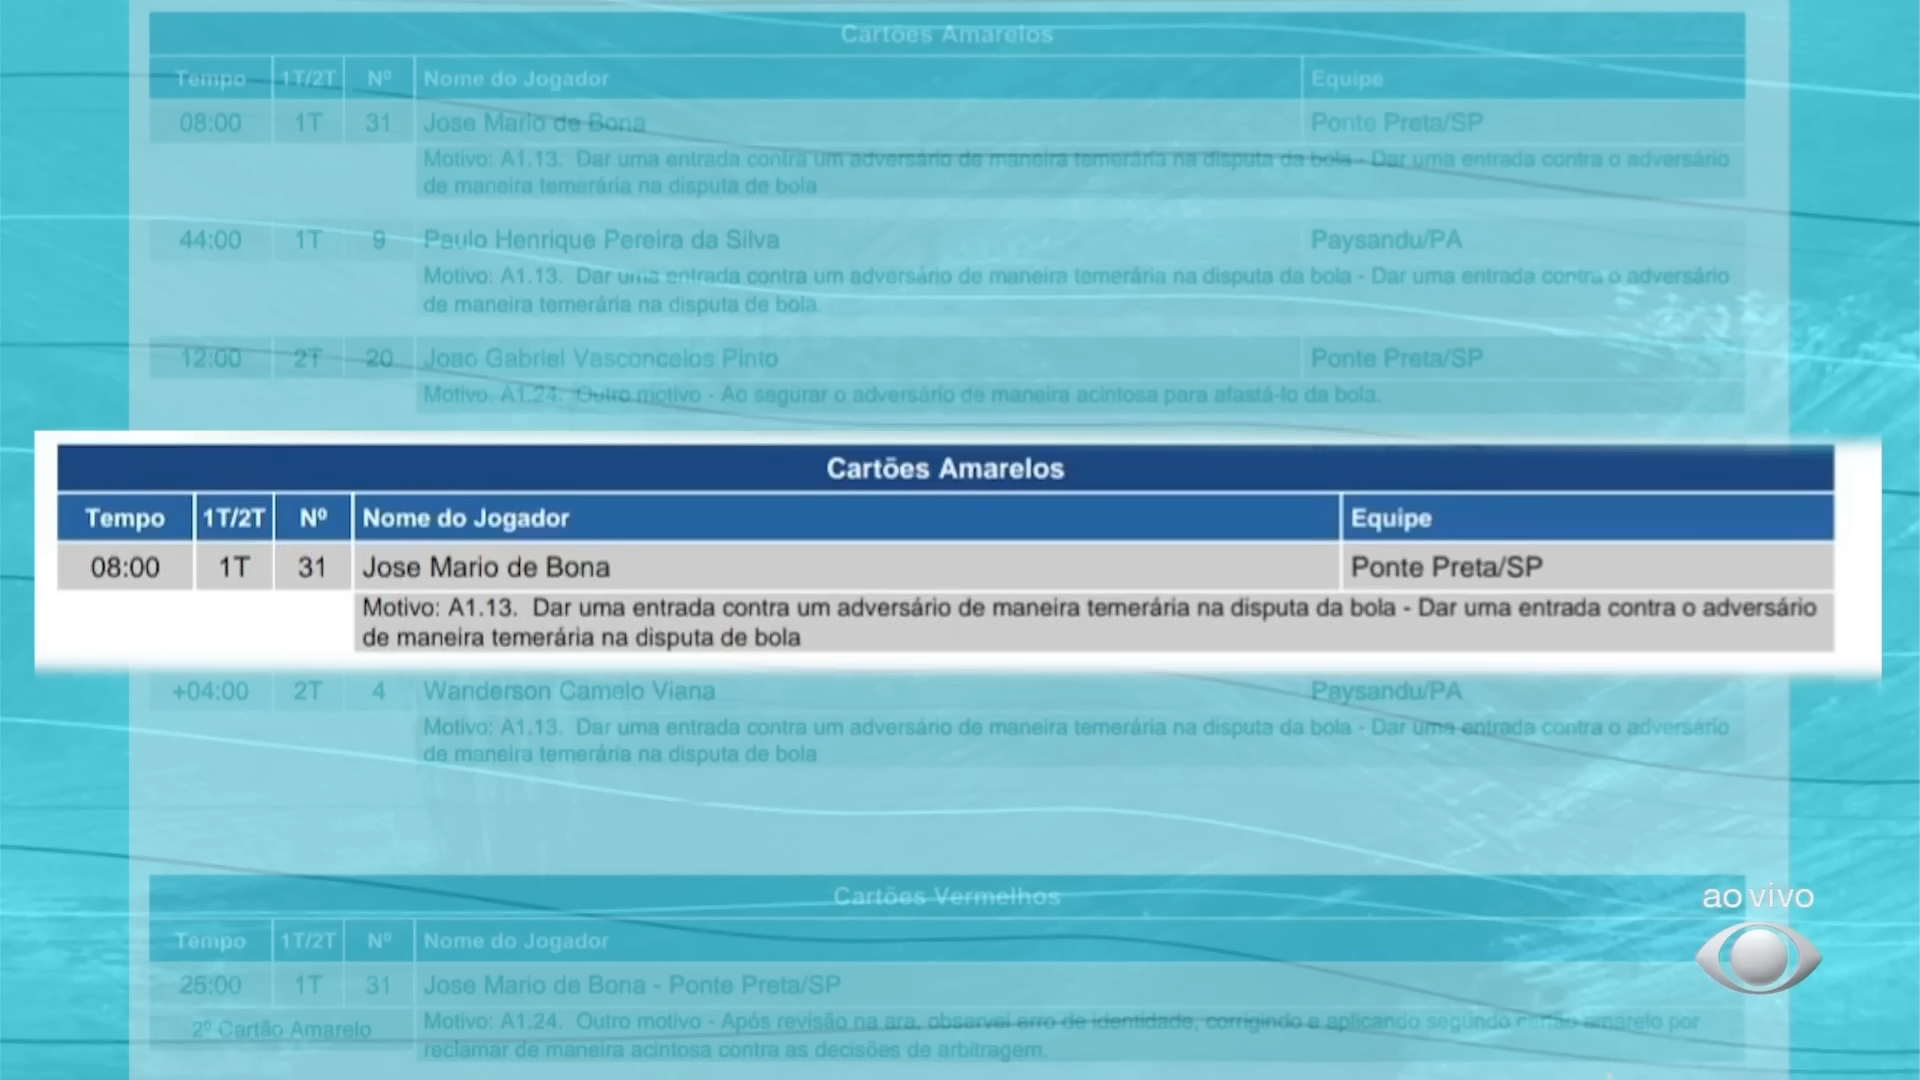 Cartões Amarelos
Tempo 1T/2T Nº Nome do Jogador Equipe
08:00 1T 31 Jose Mario de Bona Ponte Preta/SP
Motivo: A1.13. Dar uma entrada contra um adversário de maneira temerária na disputa da bola - Dar uma entrada contra o adversário
de maneira temerária na disputa de bola
44:00 1T 9 Paulo Henrique Pereira da Silva Paysandu/PA
Motivo: A1.13. Dar uma entrada contra um adversário de maneira temerária na disputa da bola - Dar uma entrada contra o adversário
de maneira temerária na disputa de bola.
12:00 2T 20 Joao Gabriel Vasconcelos Pinto Ponte Preta/SP
Motivo: A1.24. Outro motivo - Ao segurar o adversário de maneira acintosa para afastá-lo da bola.
Cartões Amarelos
Tempo 1T/2T Nº Nome do Jogador Equipe
08:00 1T 31 Jose Mario de Bona Ponte Preta/SP
Motivo: A1.13. Dar uma entrada contra um adversário de maneira temerária na disputa da bola - Dar uma entrada contra o adversário
de maneira temerária na disputa de bola
+04:00 2T 4 Wanderson Camelo Viana Paysandu/PA
Motivo: A1.13. Dar uma entrada contra um adversário de maneira temerária na disputa da bola - Dar uma entrada contra o adversário
de maneira temerária na disputa de bola
Cartões Vermelhos
Tempo 1T/2T Nº Nome do Jogador
25:00 1T 31 Jose Mario de Bona - Ponte Preta/SP
2º Cartão Amarelo Motivo: A1.24. Outro motivo - Após revisão na ara, observei erro de identidade, corrigindo e aplicando segundo cartão amarelo por
reclamar de maneira acintosa contra as decisões de arbitragem.
ao vivo